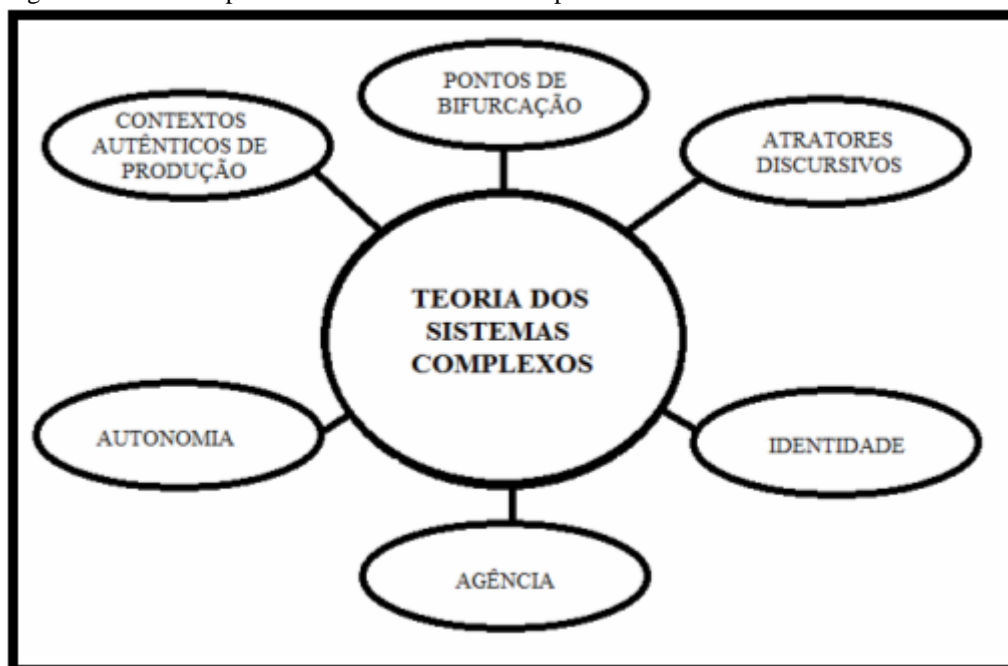 PONTOS DE
BIFURCAÇÃO
CONTEXTOS
AUTÊNTICOS DE
PRODUÇÃO
ATRATORES
DISCURSIVOS
TEORIA DOS
SISTEMAS
COMPLEXOS
AUTONOMIA
IDENTIDADE
AGÊNCIA